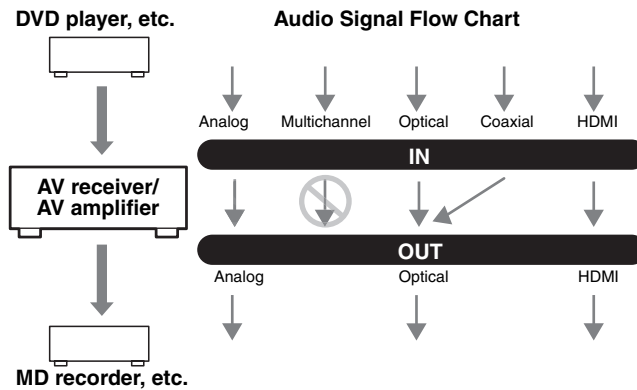 DVD player, etc.
Audio Signal Flow Chart
Analog Multichannel Optical Coaxial HDMI
IN
AV receiver/
AV amplifier
OUT
Analog Optical HDMI
MD recorder, etc.